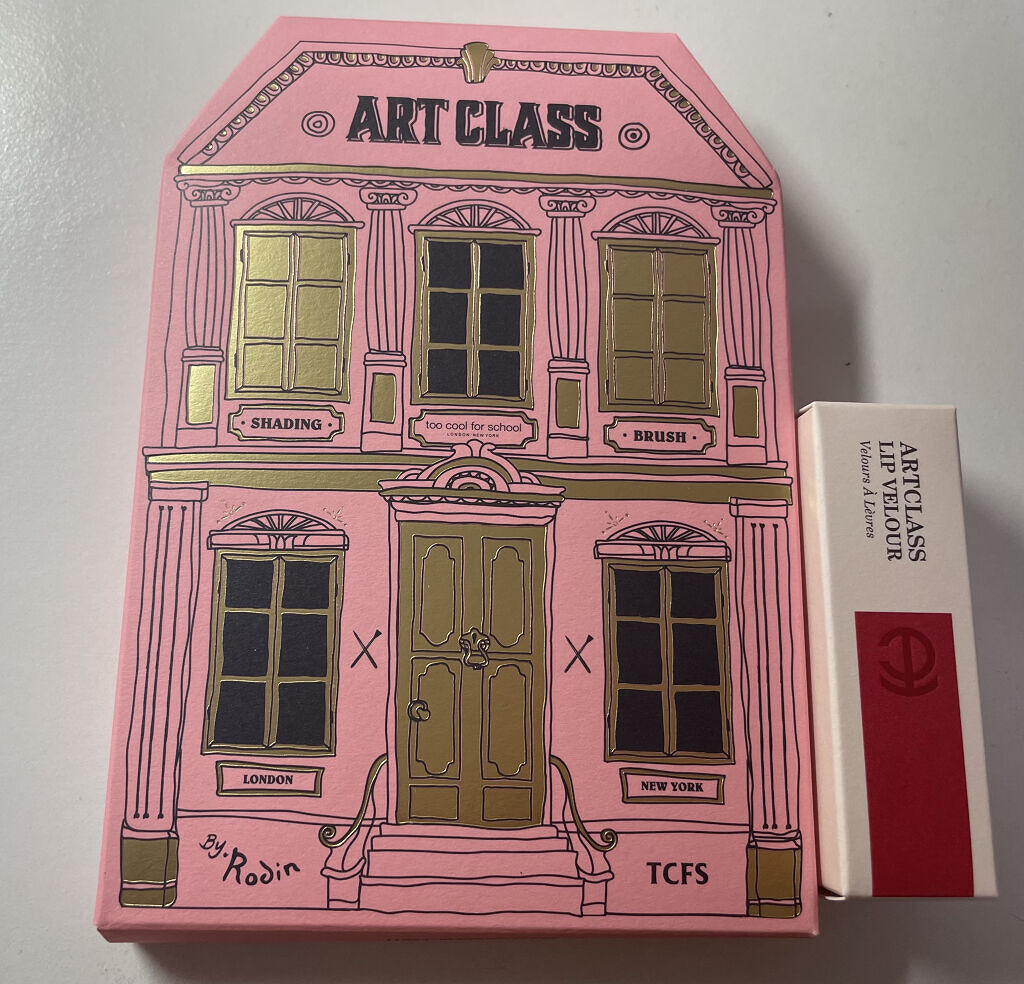 ART CLASS
· SHADING ·
too cool for school
LONDON NEW YORK
· BRUSH ·
LONDON
NEW YORK
By. Rodin
TCFS
ARTCLASS
LIP VELOUR
Velours À Lèvres